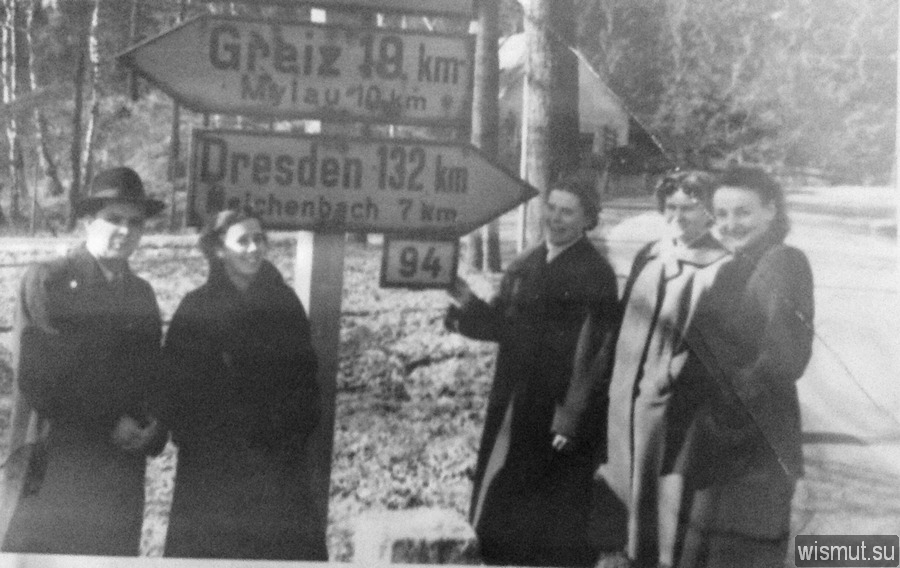 Greiz 19 km
Mylau 10 km
Dresden 132 km
Reichenbach 7 km
94
wismut.su